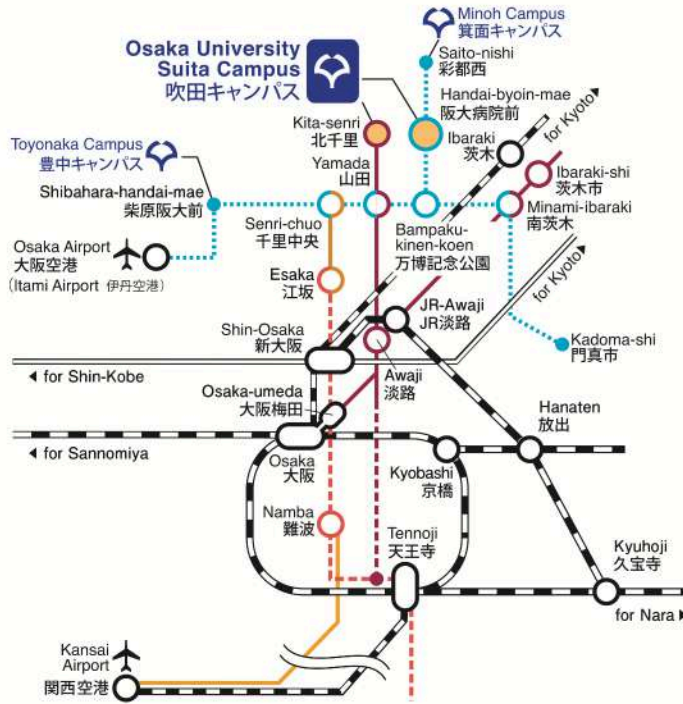 Minoh Campus
箕面キャンパス
Osaka University
Suita Campus
吹田キャンパス
Saito-nishi
彩都西
Handai-byoin-mae
阪大病院前
for Kyoto▶
Kita-senri
北千里
Ibaraki
茨木
Toyonaka Campus
豊中キャンパス
Yamada
山田
Ibaraki-shi
茨木市
Shibahara-handai-mae
柴原阪大前
Senri-chuo
千里中央
Bampaku-
kinen-koen
万博記念公園
Minami-ibaraki
南茨木
Osaka Airport
大阪空港
(Itami Airport 伊丹空港)
Esaka
江坂
for Kyoto▶
JR-Awaji
JR淡路
Shin-Osaka
新大阪
Kadoma-shi
門真市
◀ for Shin-Kobe
Awaji
淡路
Osaka-umeda
大阪梅田
Hanaten
放出
◀ for Sannomiya
Osaka
大阪
Kyobashi
京橋
Namba
難波
Tennoji
天王寺
Kyuhoji
久宝寺
for Nara▶
Kansai
Airport
関西空港